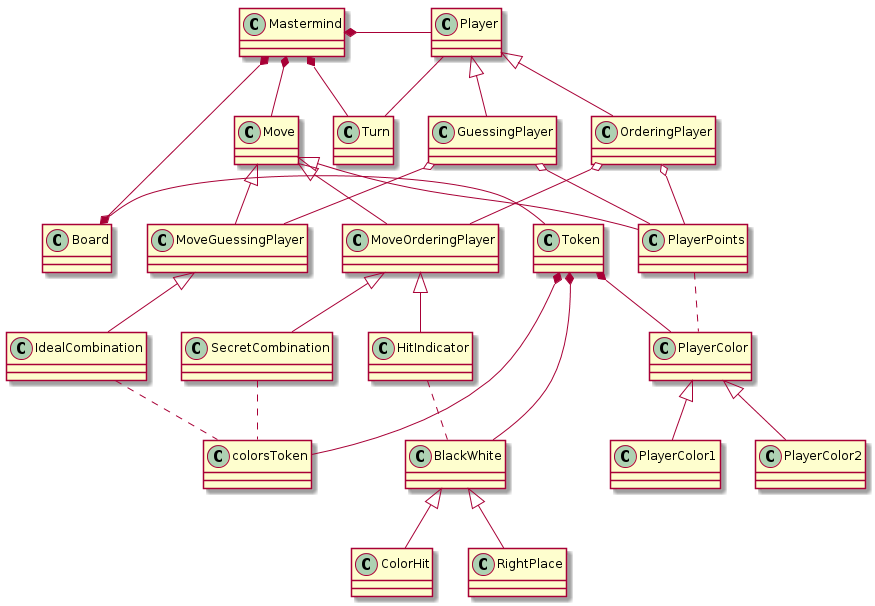 C Mastermind
C Player
C Move
C Turn
C GuessingPlayer
C OrderingPlayer
C Board
C MoveGuessingPlayer
C MoveOrderingPlayer
C Token
C PlayerPoints
C IdealCombination
C SecretCombination
C HitIndicator
C PlayerColor
C colorsToken
C BlackWhite
C PlayerColor1
C PlayerColor2
C ColorHit
C RightPlace